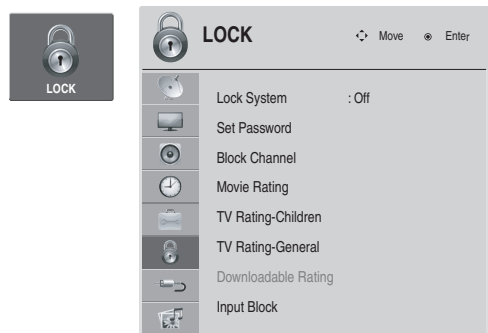 LOCK
LOCK Move Enter
Lock System : Off
Set Password
Block Channel
Movie Rating
TV Rating-Children
TV Rating-General
Downloadable Rating
Input Block